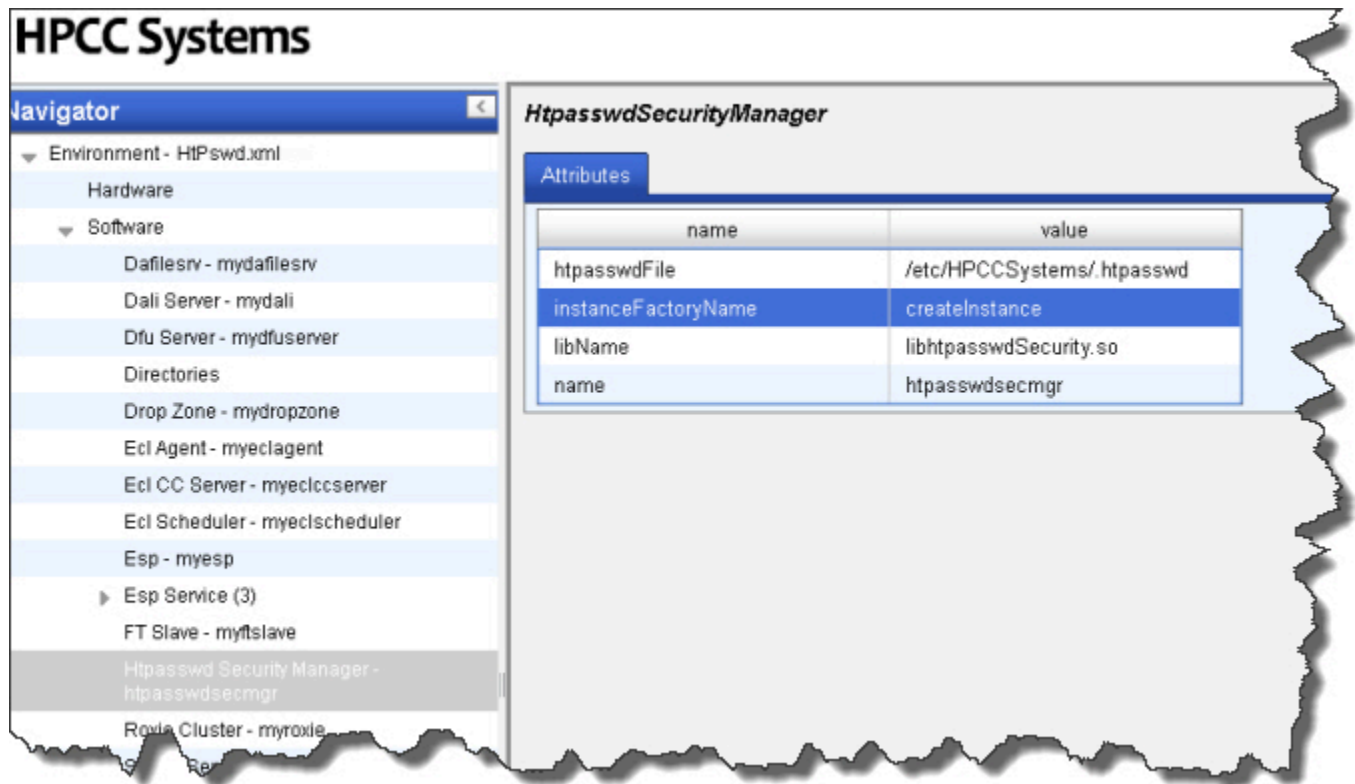 HPCC Systems
Navigator
Environment - HtPswd.xml
Hardware
Software
Dafilesrv - mydafilesrv
Dali Server - mydali
Dfu Server - mydfuserver
Directories
Drop Zone - mydropzone
Ecl Agent - myeclagent
Ecl CC Server - myeclccserver
Ecl Scheduler - myeclscheduler
Esp - myesp
Esp Service (3)
FT Slave - myftslave
Htpasswd Security Manager -
htpasswdsecmgr
Roxie Cluster - myroxie
HtpasswdSecurityManager
Attributes
name value
htpasswdFile /etc/HPCCSystems/.htpasswd
instanceFactoryName createInstance
libName libhtpasswdSecurity.so
name htpasswdsecmgr